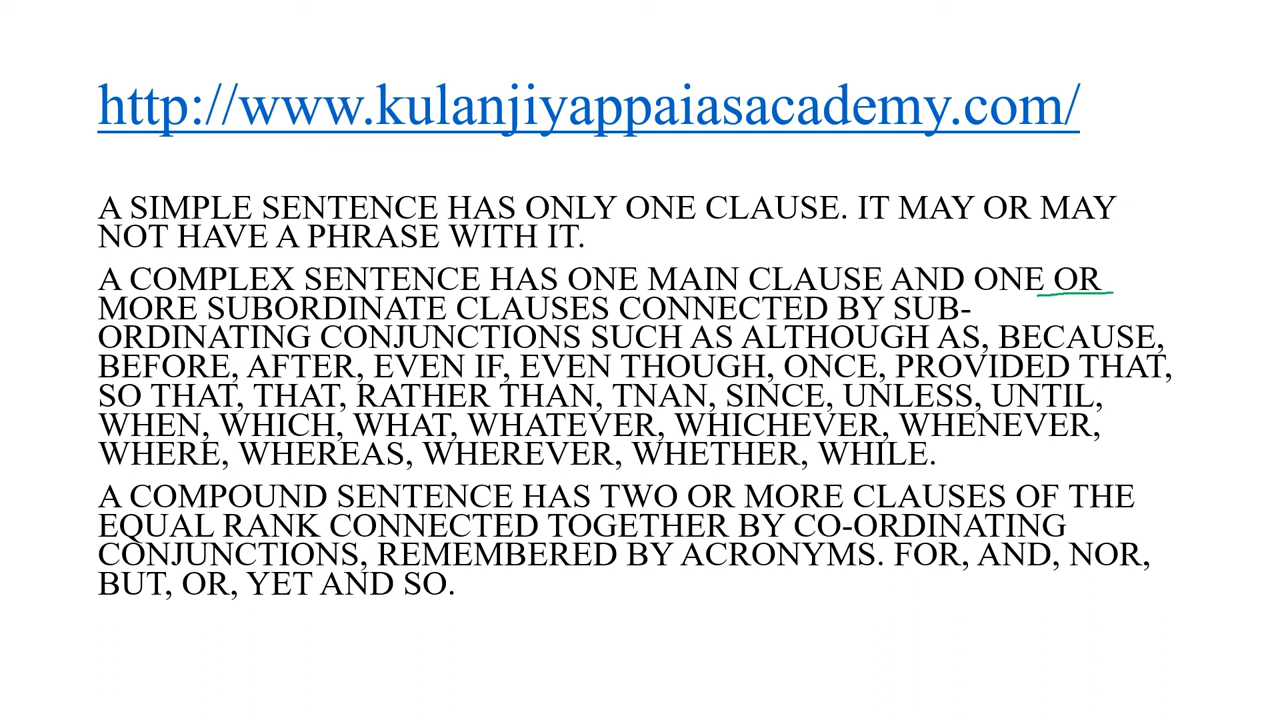 http://www.kulanjiyappaiasacademy.com/
A SIMPLE SENTENCE HAS ONLY ONE CLAUSE. IT MAY OR MAY
NOT HAVE A PHRASE WITH IT.
A COMPLEX SENTENCE HAS ONE MAIN CLAUSE AND ONE OR
MORE SUBORDINATE CLAUSES CONNECTED BY SUB-
ORDINATING CONJUNCTIONS SUCH AS ALTHOUGH AS, BECAUSE,
BEFORE, AFTER, EVEN IF, EVEN THOUGH, ONCE, PROVIDED THAT,
SO THAT, THAT, RATHER THAN, TNAN, SINCE, UNLESS, UNTIL,
WHEN, WHICH, WHAT, WHATEVER, WHICHEVER, WHENEVER,
WHERE, WHEREAS, WHEREVER, WHETHER, WHILE.
A COMPOUND SENTENCE HAS TWO OR MORE CLAUSES OF THE
EQUAL RANK CONNECTED TOGETHER BY CO-ORDINATING
CONJUNCTIONS, REMEMBERED BY ACRONYMS. FOR, AND, NOR,
BUT, OR, YET AND SO.